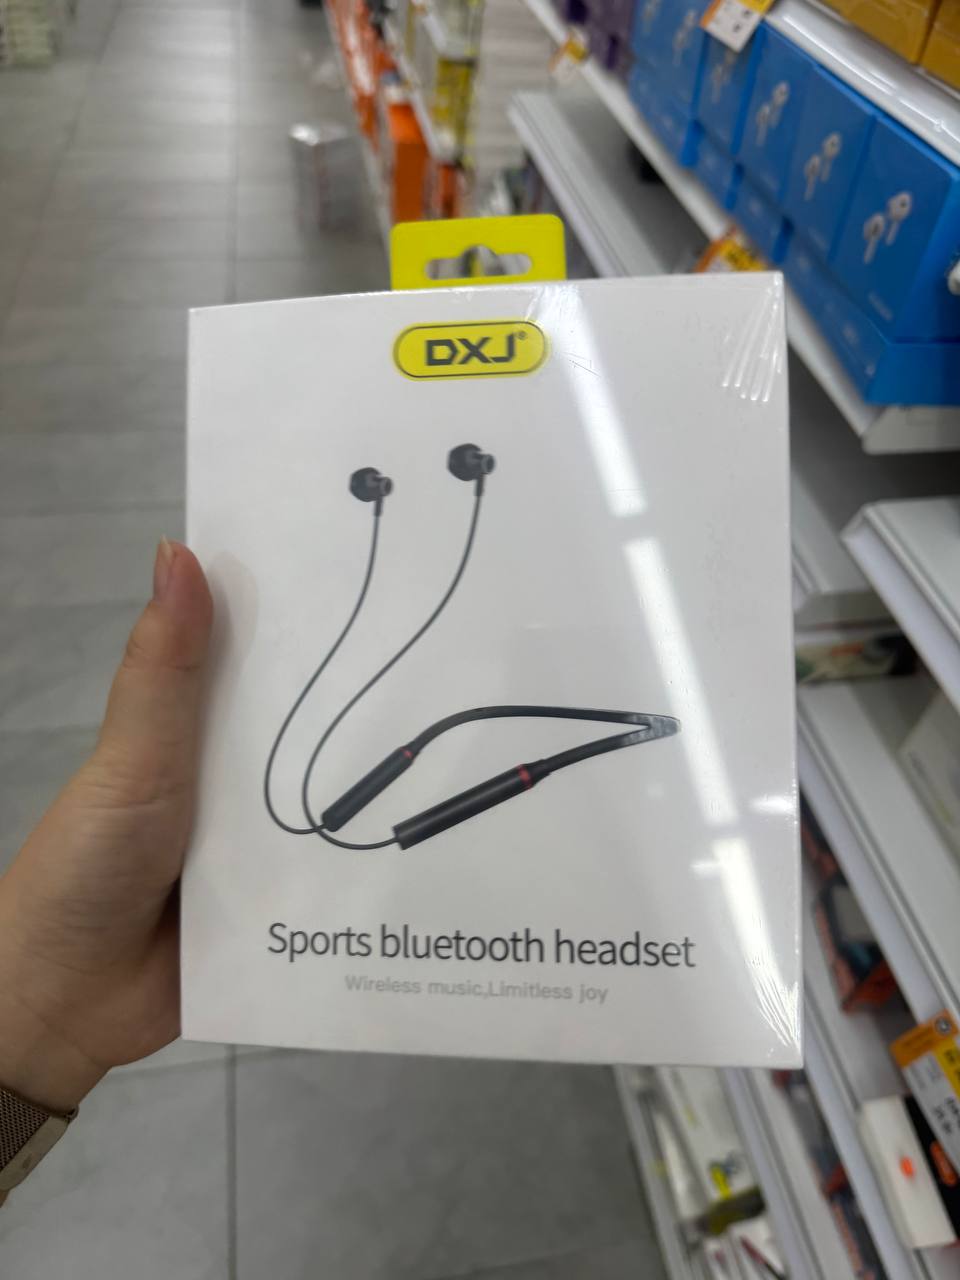 DXJ®
Sports bluetooth headset
Wireless music,Limitless joy